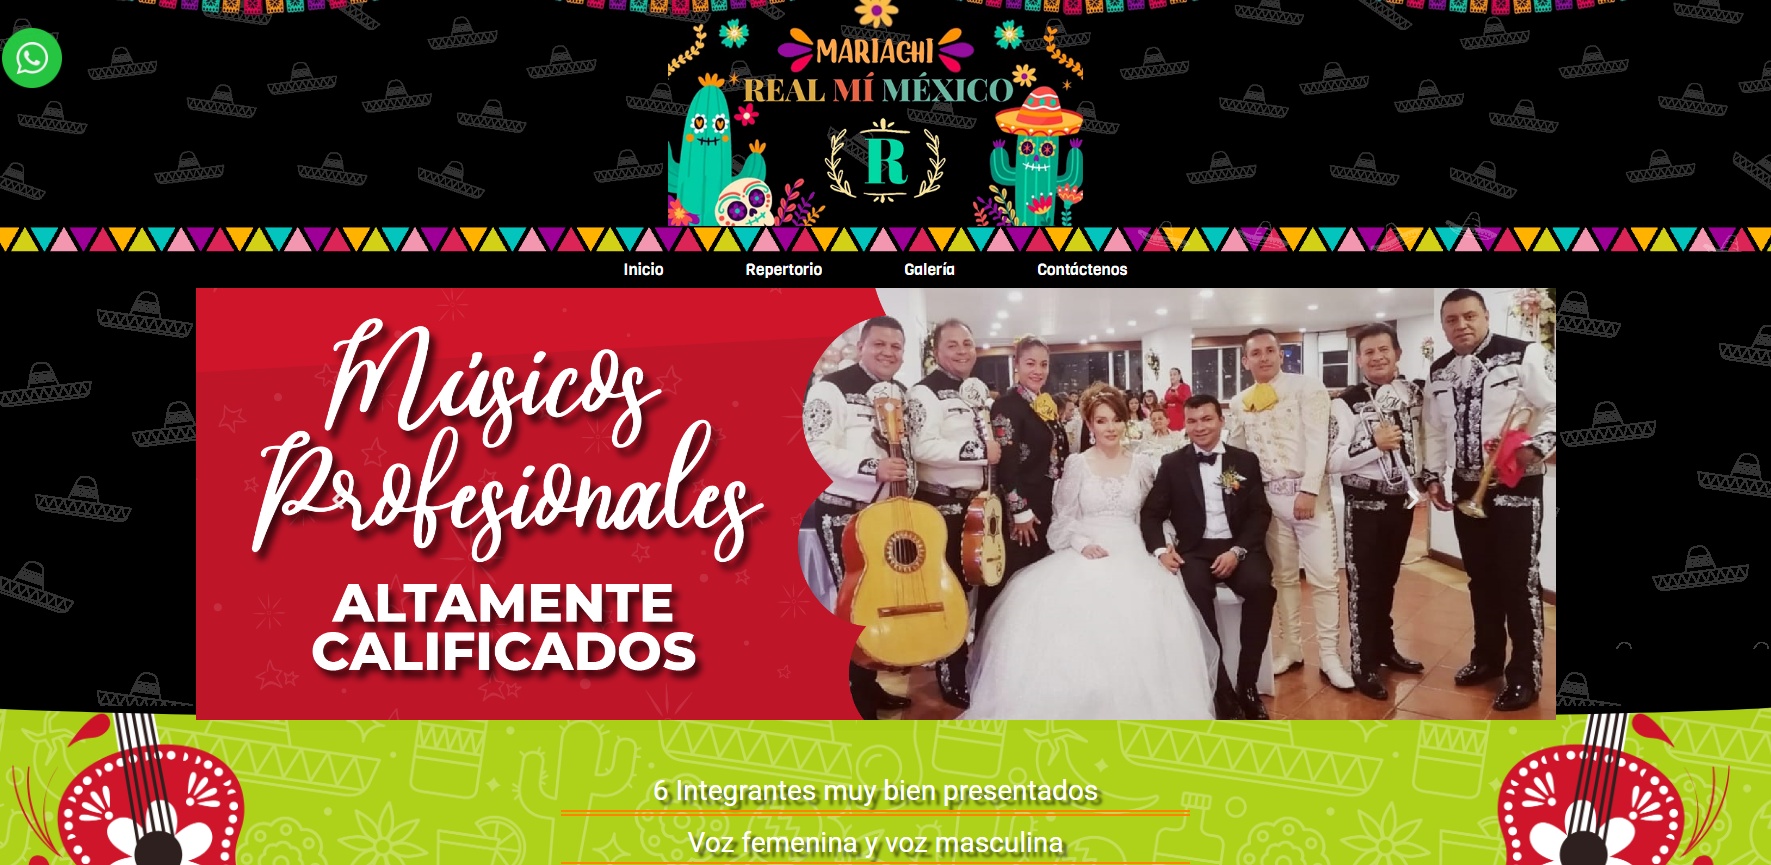 MARIACHI
REAL MÍ MÉXICO
R
Inicio Repertorio Galería Contáctenos
Músicos
Profesionales
ALTAMENTE
CALIFICADOS
6 Integrantes muy bien presentados
Voz femenina y voz masculina